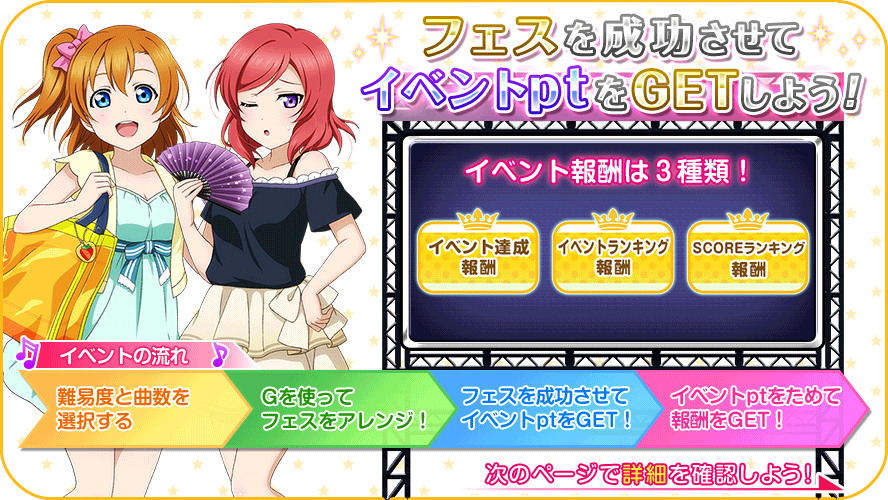 フェスを成功させて
イベントptをGETしよう!
イベント報酬は3種類!
イベント達成
報酬
イベントランキング
報酬
SCOREランキング
報酬
イベントの流れ
難易度と曲数を
選択する
Gを使って
フェスをアレンジ!
フェスを成功させて
イベントptをGET!
イベントptをためて
報酬をGET!
次のページで詳細を確認しよう!